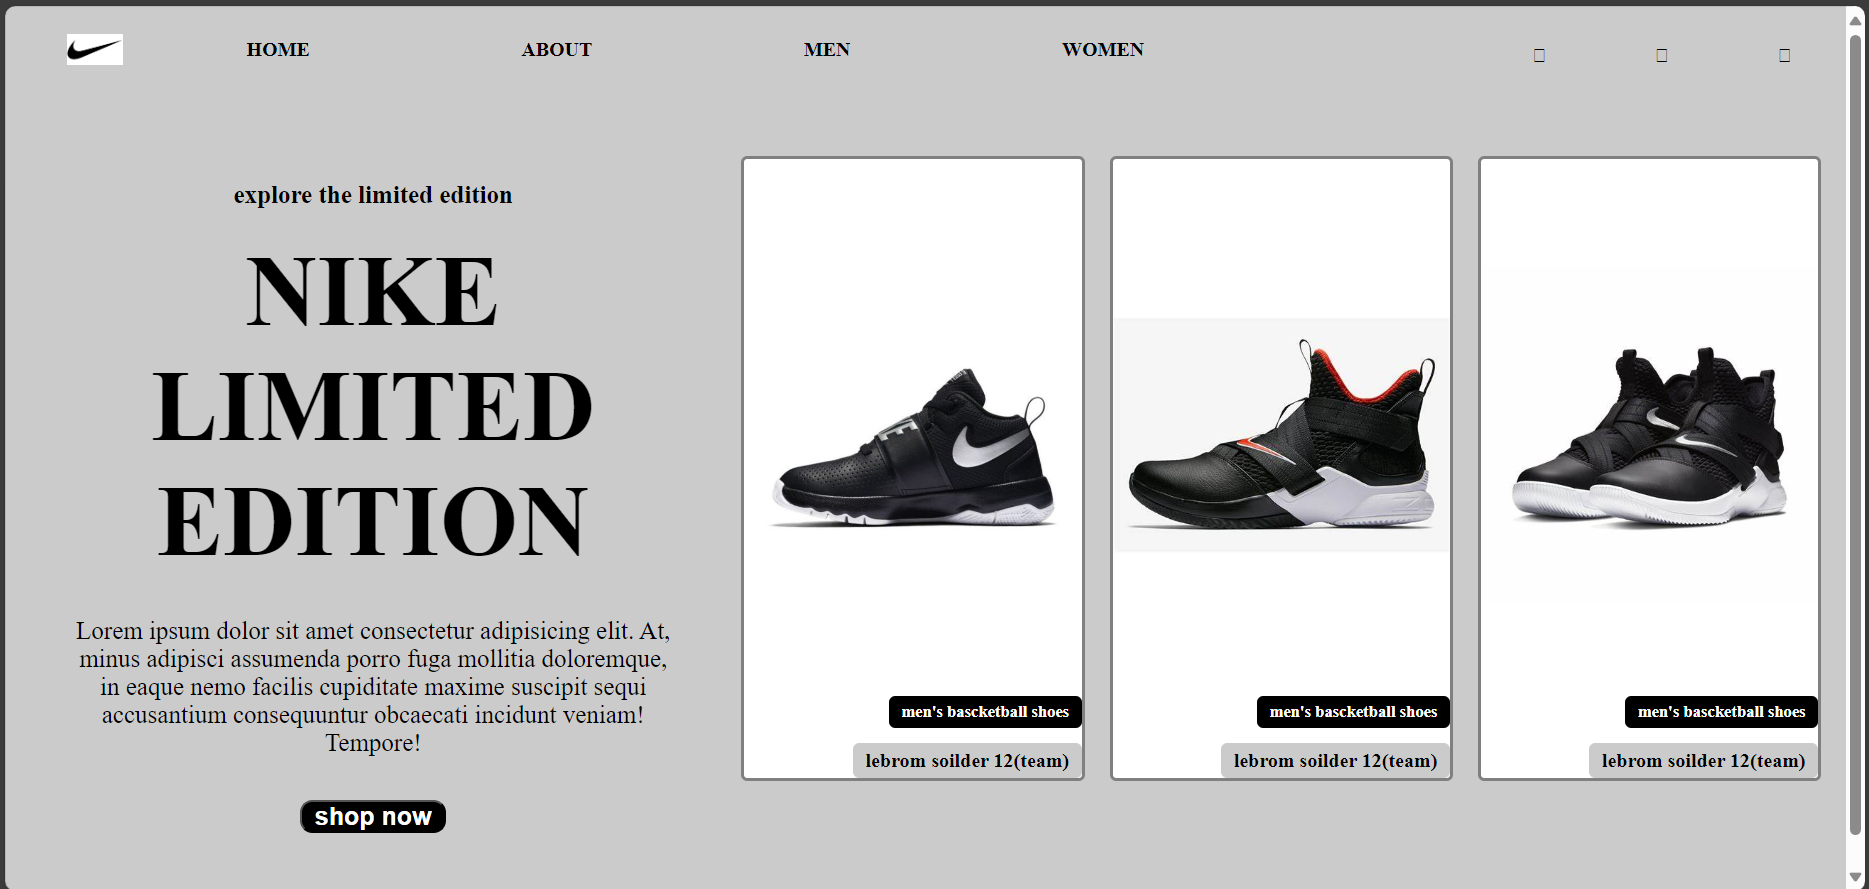 HOME
ABOUT
MEN
WOMEN
explore the limited edition
NIKE
LIMITED
EDITION
Lorem ipsum dolor sit amet consectetur adipisicing elit. At,
minus adipisci assumenda porro fuga mollitia doloremque,
in eaque nemo facilis cupiditate maxime suscipit sequi
accusantium consequuntur obcaecati incidunt veniam!
Tempore!
shop now
men's bascketball shoes
lebrom soilder 12(team)
men's bascketball shoes
lebrom soilder 12(team)
men's bascketball shoes
lebrom soilder 12(team)